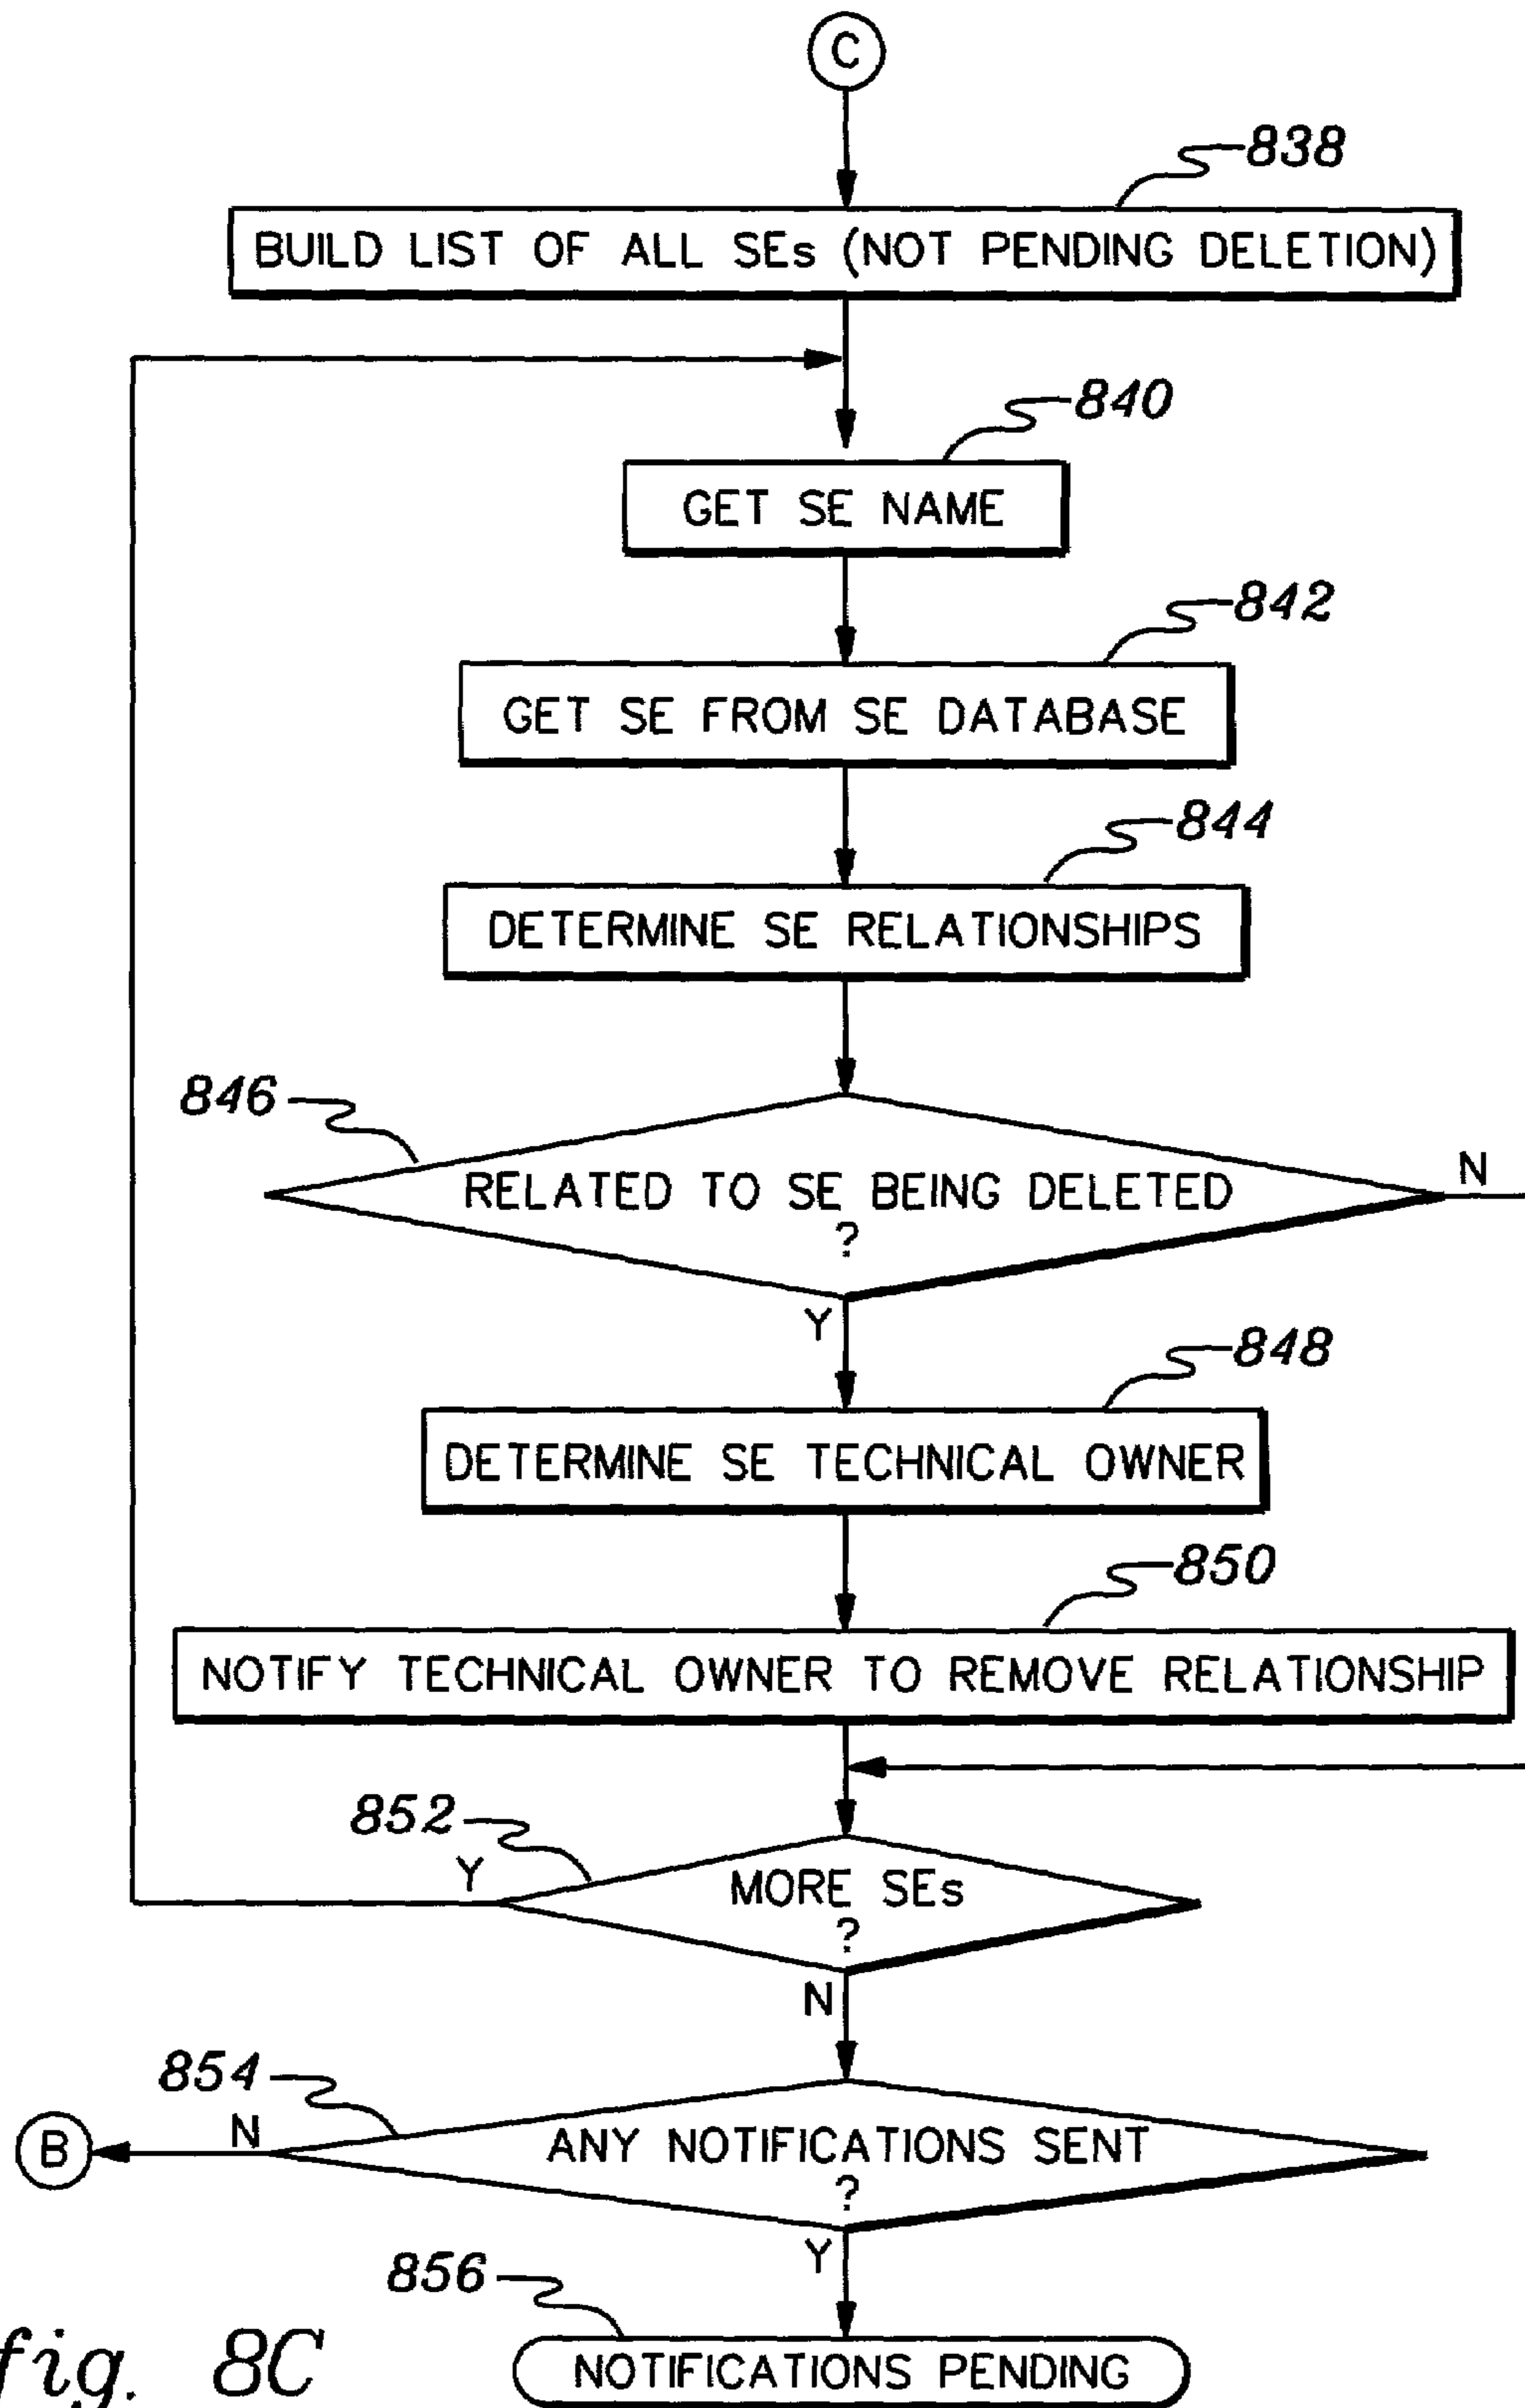 C
838
BUILD LIST OF ALL SEs (NOT PENDING DELETION)
840
GET SE NAME
842
GET SE FROM SE DATABASE
844
DETERMINE SE RELATIONSHIPS
846
RELATED TO SE BEING DELETED
?
N
Y
848
DETERMINE SE TECHNICAL OWNER
850
NOTIFY TECHNICAL OWNER TO REMOVE RELATIONSHIP
852
Y
MORE SEs
?
N
854
B
N
ANY NOTIFICATIONS SENT
?
Y
856
NOTIFICATIONS PENDING
fig. 8C